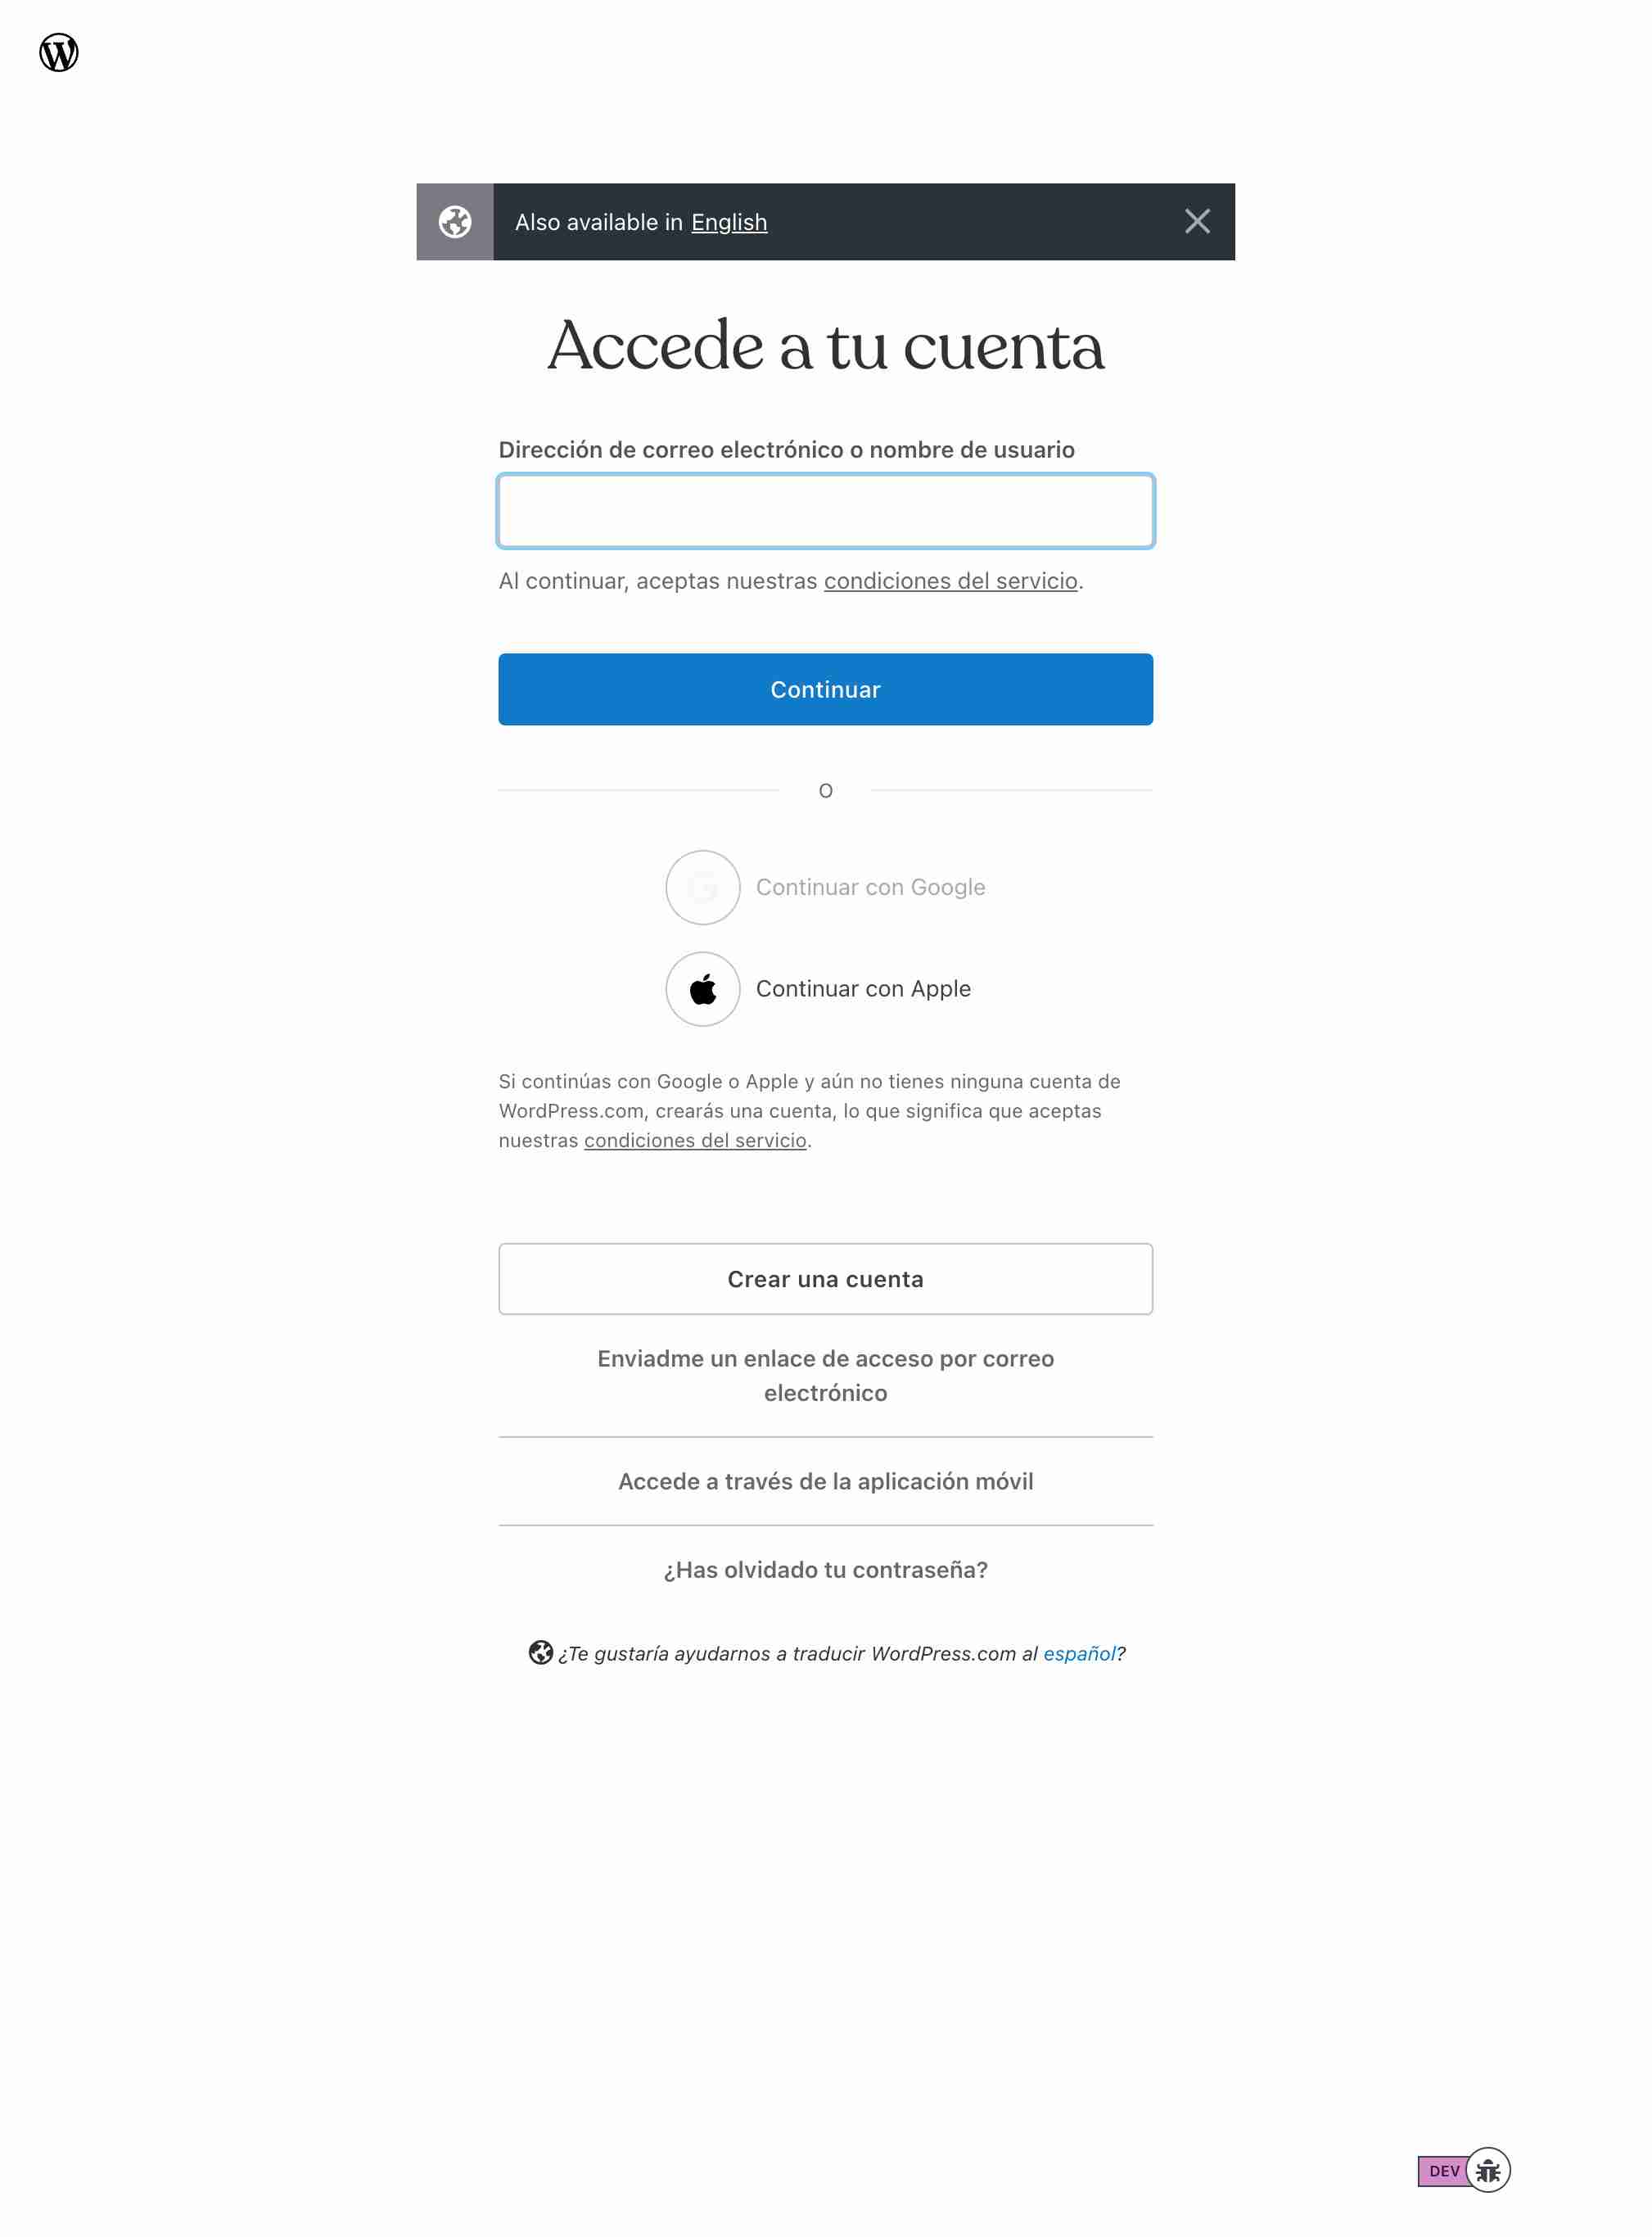 Also available in English
Accede a tu cuenta
Dirección de correo electrónico o nombre de usuario
Al continuar, aceptas nuestras condiciones del servicio.
Continuar
O
Continuar con Google
Continuar con Apple
Si continúas con Google o Apple y aún no tienes ninguna cuenta de
WordPress.com, crearás una cuenta, lo que significa que aceptas
nuestras condiciones del servicio.
Crear una cuenta
Enviadme un enlace de acceso por correo
electrónico
Accede a través de la aplicación móvil
¿Has olvidado tu contraseña?
¿Te gustaría ayudarnos a traducir WordPress.com al español?
DEV